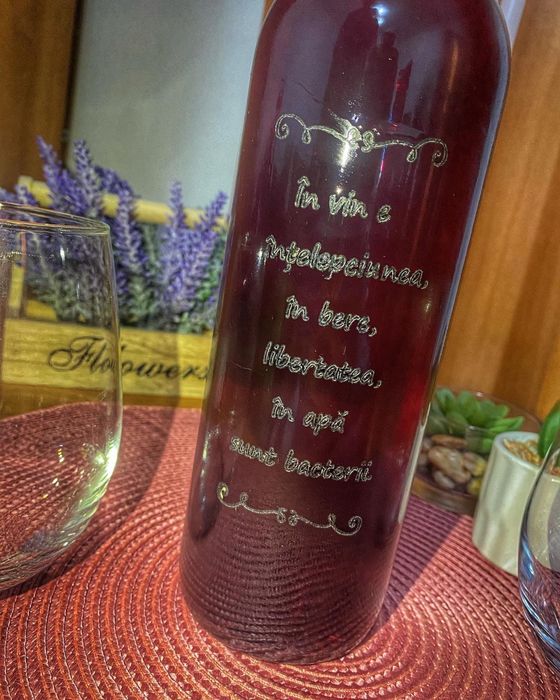 Flowers
În vin e
înțelepciunea,
în bere,
libertatea,
în apă
sunt bacterii